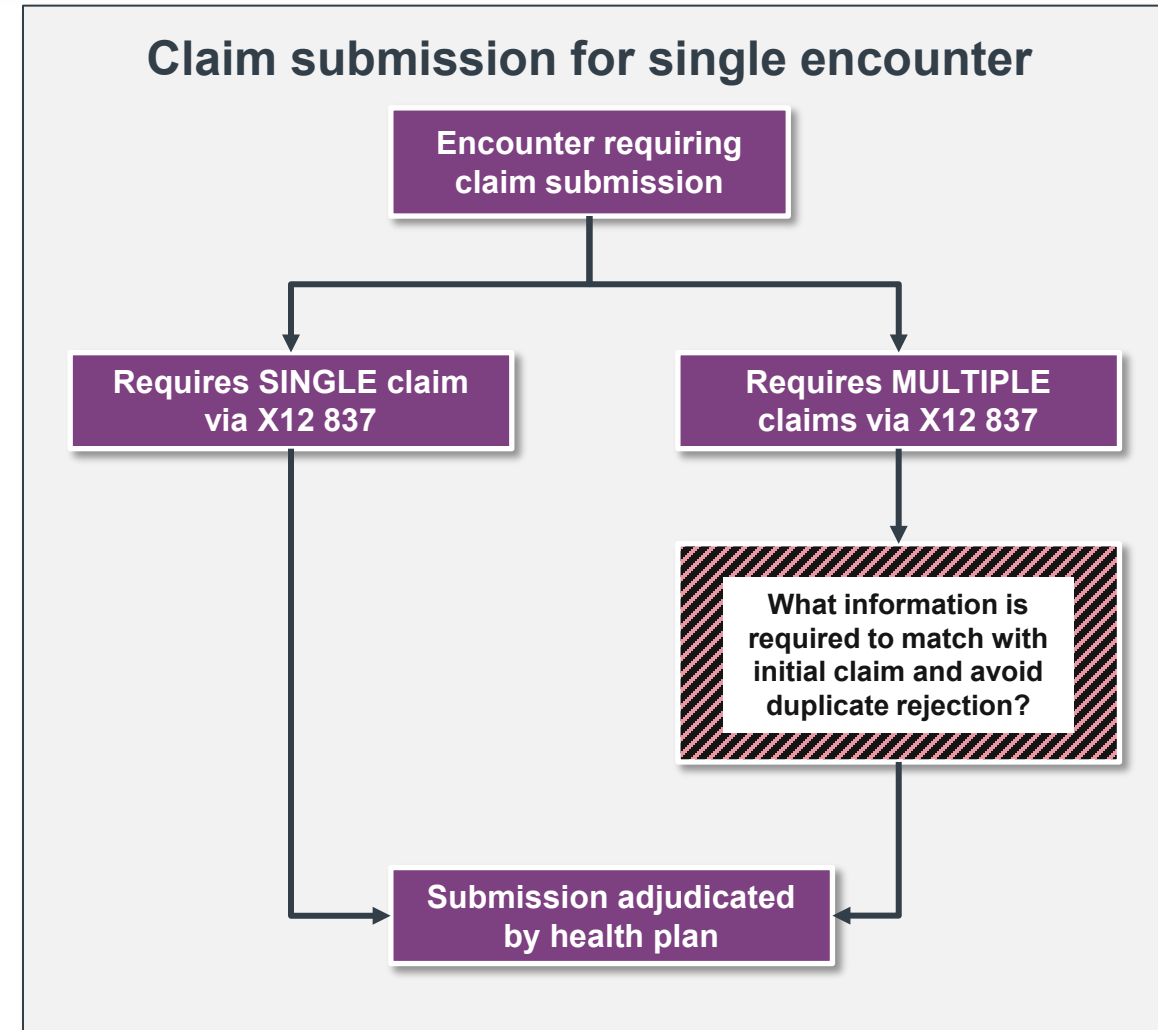 Claim submission for single encounter
Encounter requiring
claim submission
Requires SINGLE claim
via X12 837
Requires MULTIPLE
claims via X12 837
What information is
required to match with
initial claim and avoid
duplicate rejection?
Submission adjudicated
by health plan